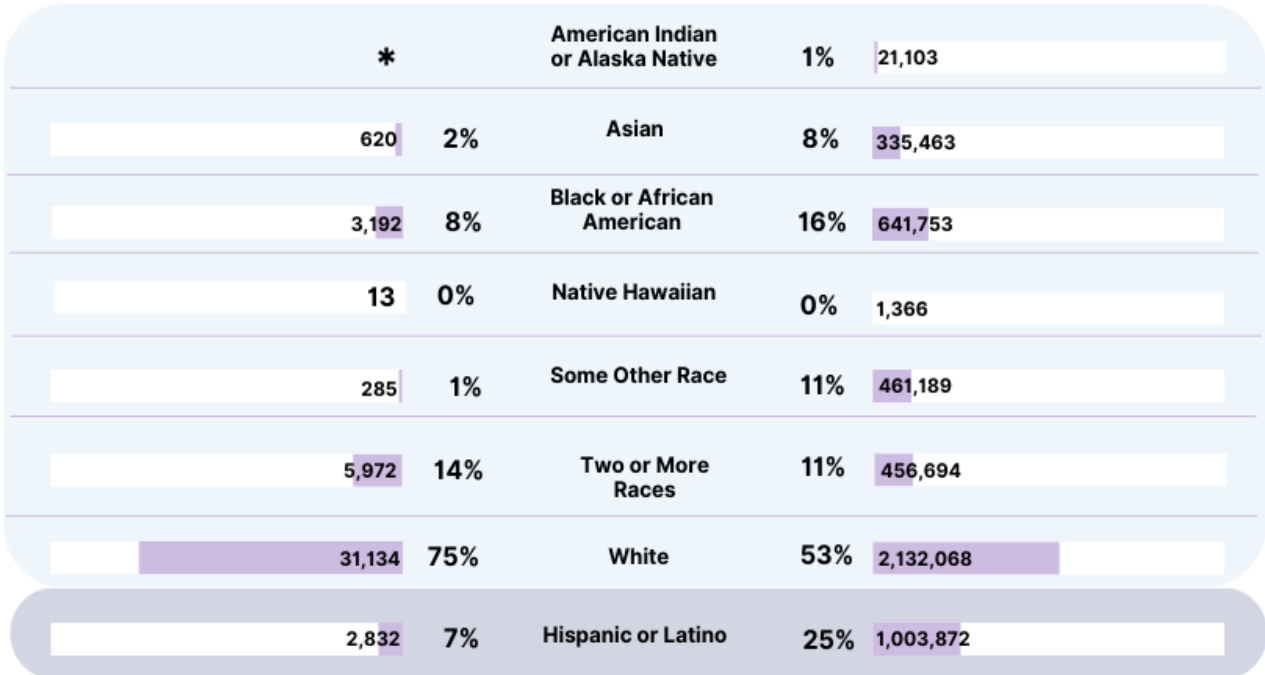 American Indian
or Alaska Native
* 1% 21,103
620 2% Asian 8% 335,463
Black or African
American
3,192 8% 16% 641,753
13 0% Native Hawaiian 0% 1,366
285 1% Some Other Race 11% 461,189
5,972 14% Two or More 11% 456,694
Races
31,134 75% White 53% 2,132,068
2,832 7% Hispanic or Latino 25% 1,003,872